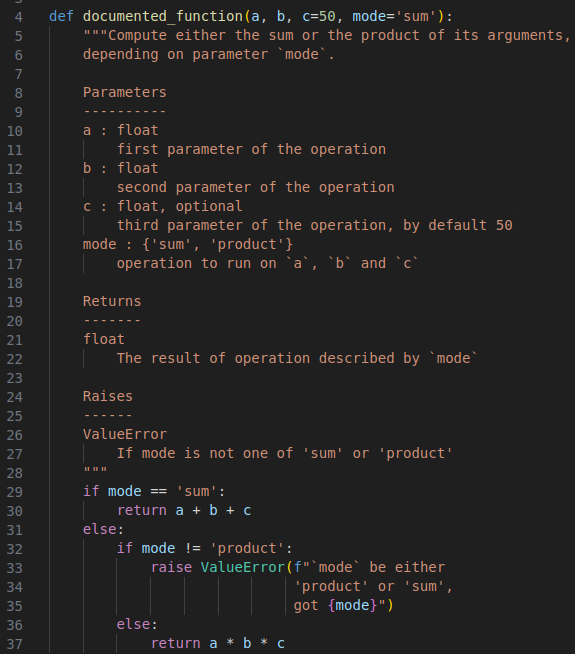 4 def documented_function(a, b, c=50, mode='sum'):
5     """Compute either the sum or the product of its arguments,
6     depending on parameter `mode`.
7
8     Parameters
9     ----------
10     a : float
11         first parameter of the operation
12     b : float
13         second parameter of the operation
14     c : float, optional
15         third parameter of the operation, by default 50
16     mode : {'sum', 'product'}
17         operation to run on `a`, `b` and `c`
18
19     Returns
20     -------
21     float
22         The result of operation described by `mode`
23
24     Raises
25     ------
26     ValueError
27         If mode is not one of 'sum' or 'product'
28     """
29     if mode == 'sum':
30         return a + b + c
31     else:
32         if mode != 'product':
33             raise ValueError(f"`mode` be either
34                              'product' or 'sum',
35                              got {mode}")
36         else:
37             return a * b * c